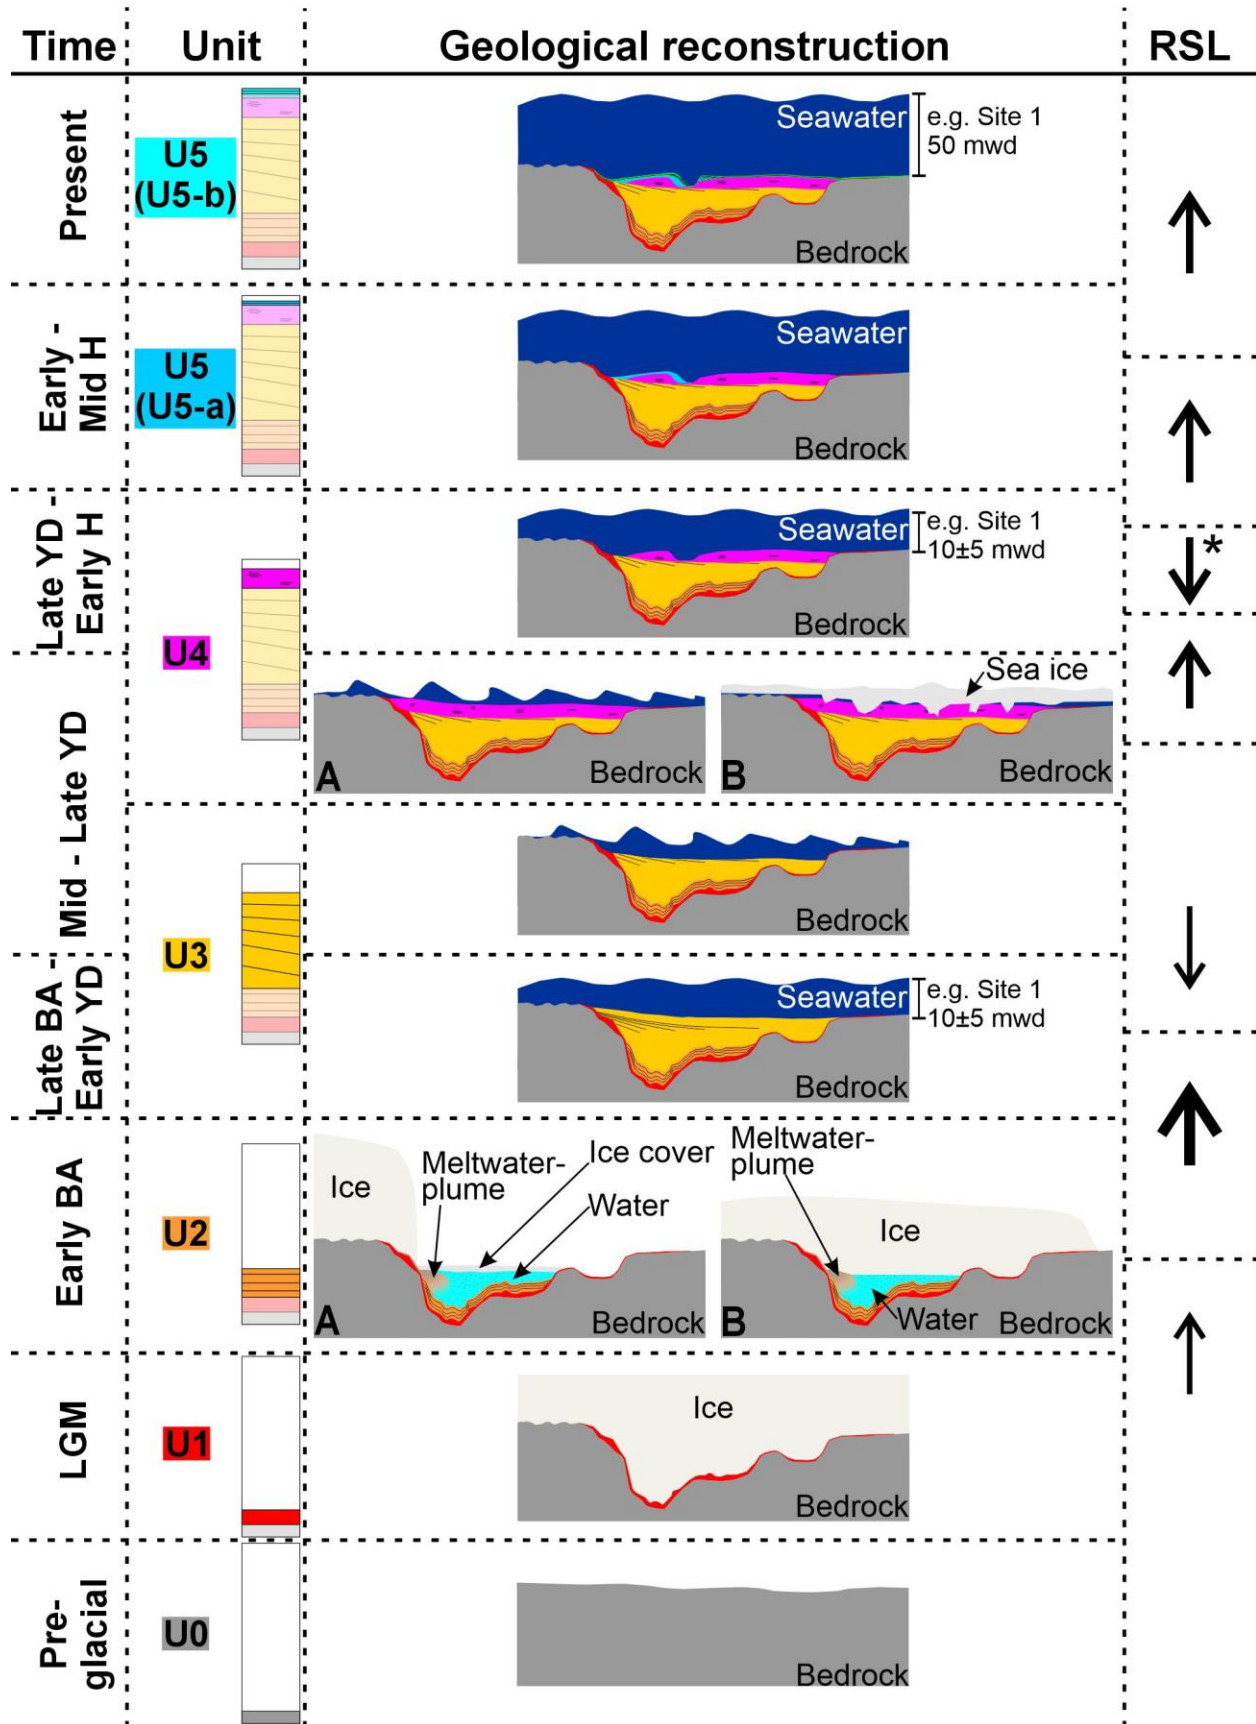 Time Unit Geological reconstruction RSL
Present
U5
(U5-b)
Seawater
e.g. Site 1
50 mwd
Bedrock
Early -
Mid H
U5
(U5-a)
Seawater
Bedrock
Late YD -
Early H
U4
Seawater
e.g. Site 1
10±5 mwd
Bedrock
*
Mid - Late YD
A
Bedrock
Sea ice
B
Bedrock
U3
Bedrock
Late BA -
Early YD
Seawater
e.g. Site 1
10±5 mwd
Bedrock
Early BA
U2
Ice
Meltwater-
plume
Ice cover
Water
A
Bedrock
Meltwater-
plume
Ice
Water
B
Bedrock
LGM
U1
Ice
Bedrock
Pre-
glacial
U0
Bedrock